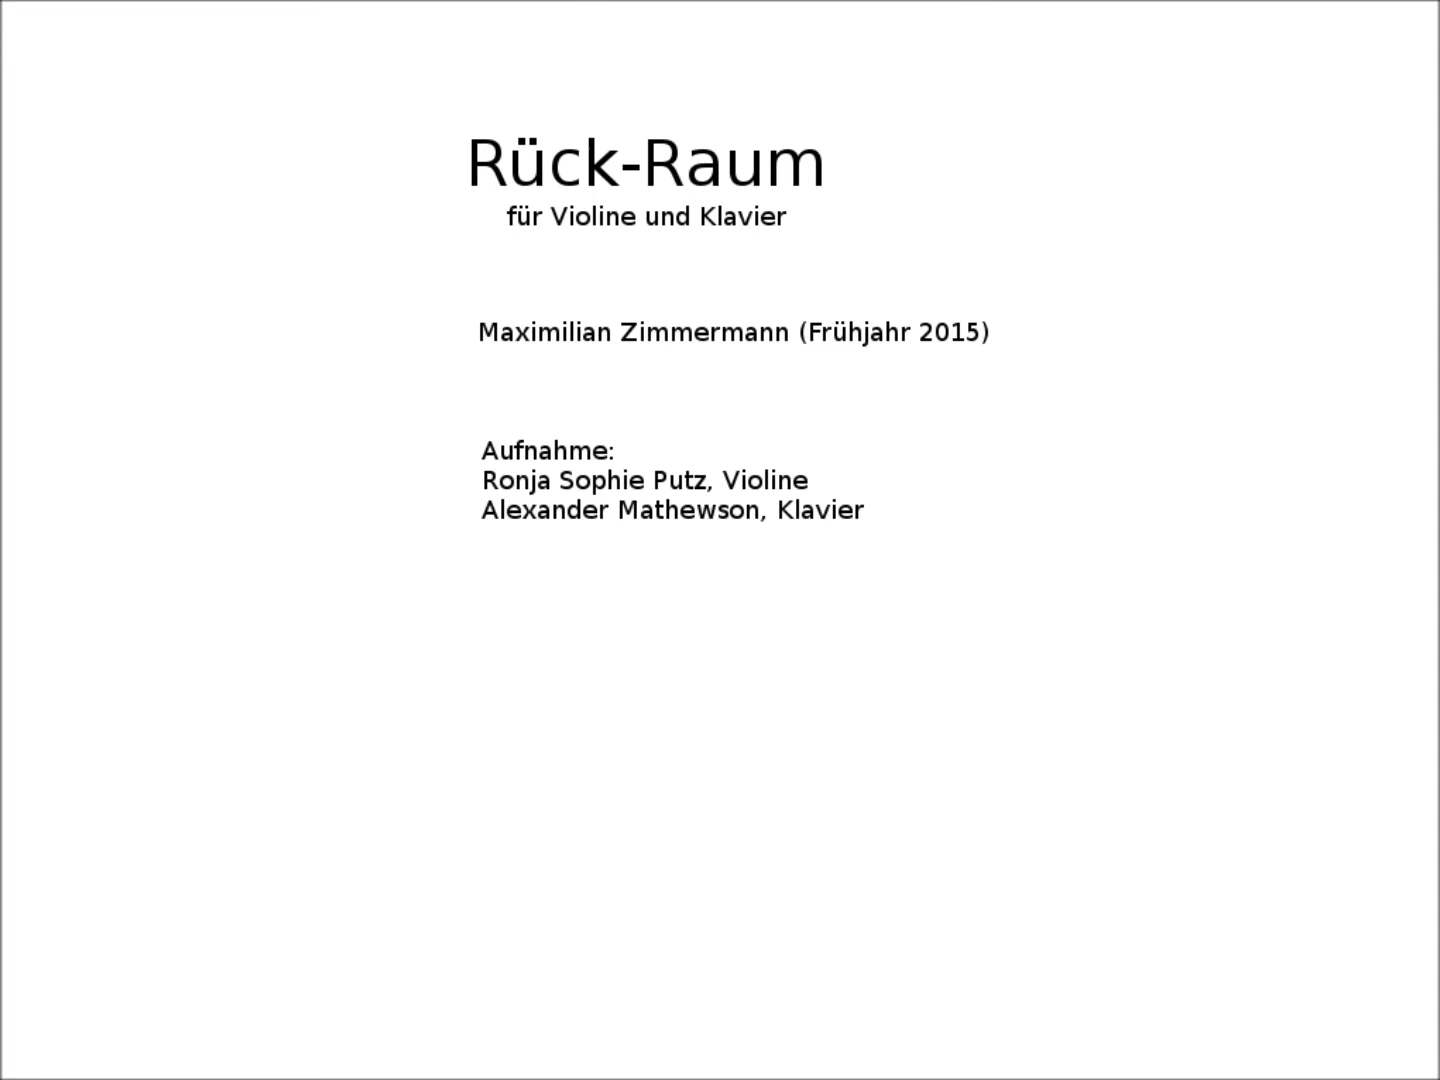 Rück-Raum
für Violine und Klavier
Maximilian Zimmermann (Frühjahr 2015)
Aufnahme:
Ronja Sophie Putz, Violine
Alexander Mathewson, Klavier